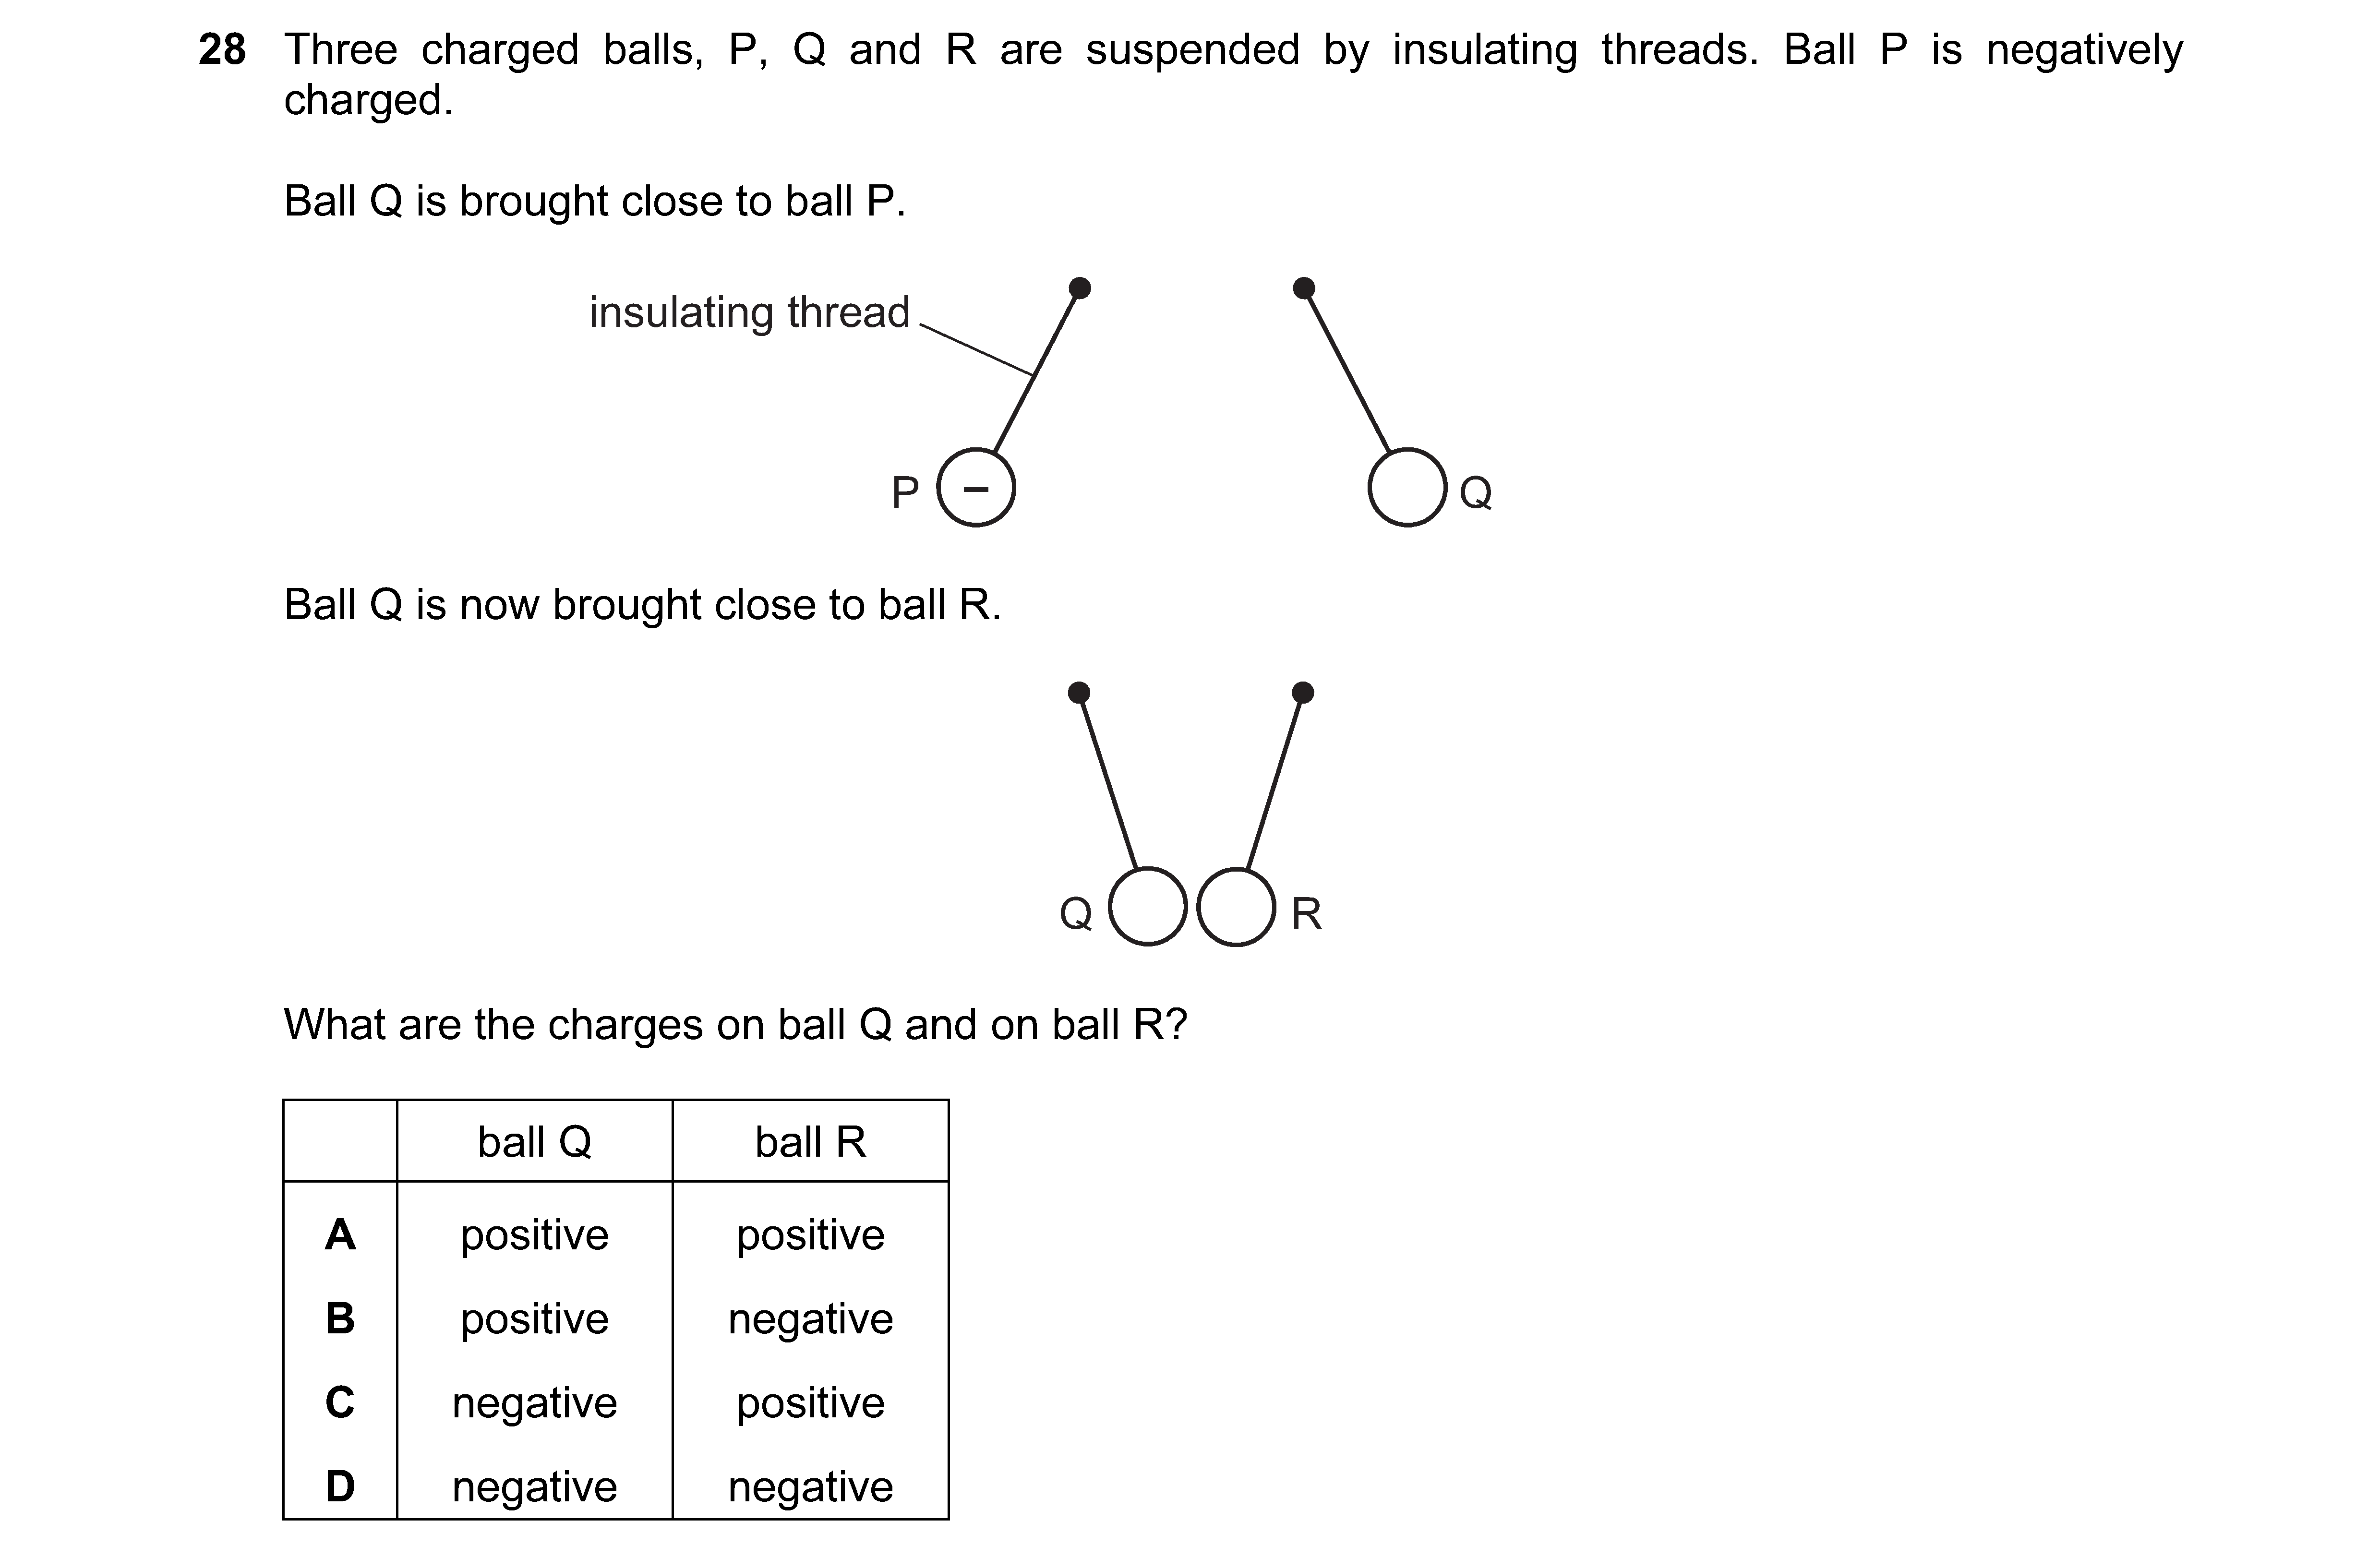 28 Three charged balls, P, Q and R are suspended by insulating threads. Ball P is negatively
charged.
Ball Q is brought close to ball P.
insulating thread
P – Q
Ball Q is now brought close to ball R.
Q R
What are the charges on ball Q and on ball R?
ball Q ball R
A positive positive
B positive negative
C negative positive
D negative negative